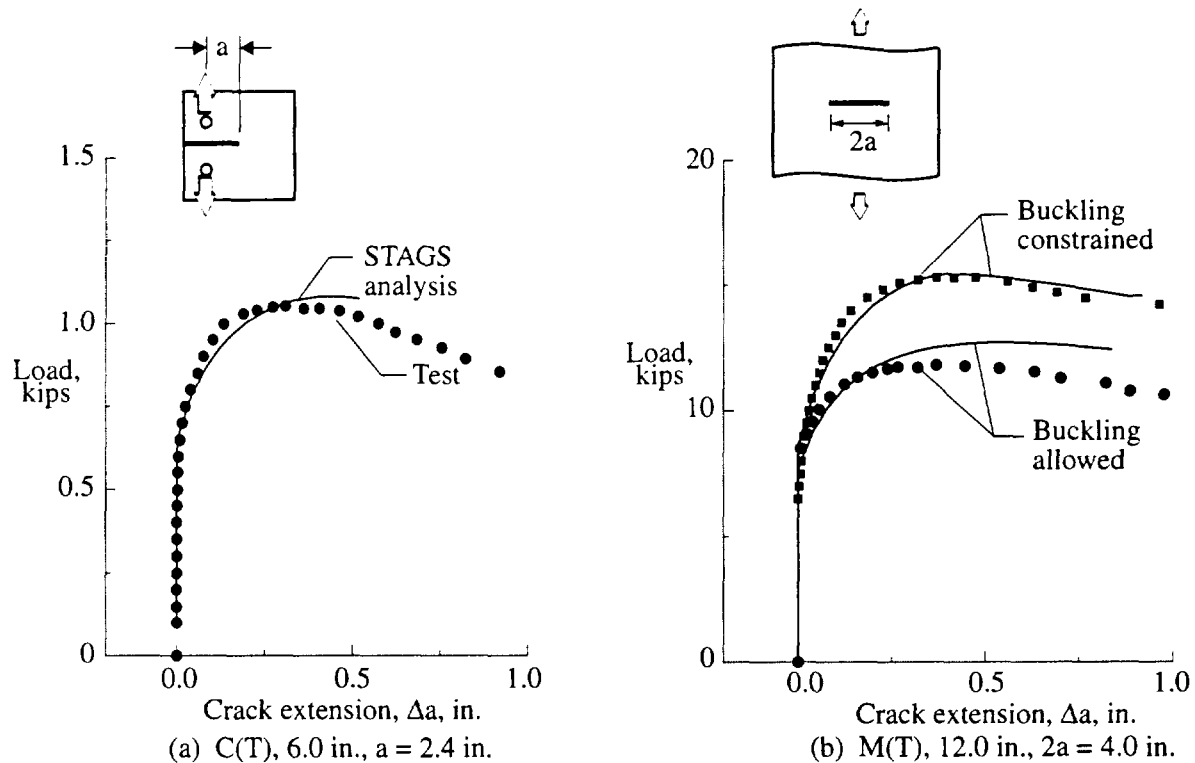 a
1.5
1.0
0.5
0
Load,
kips
STAGS
analysis
Test
0.0
0.5
1.0
Crack extension, Δa, in.
(a) C(T), 6.0 in., a = 2.4 in.
2a
20
10
0
Load,
kips
Buckling
constrained
Buckling
allowed
0.0
0.5
1.0
Crack extension, Δa, in.
(b) M(T), 12.0 in., 2a = 4.0 in.